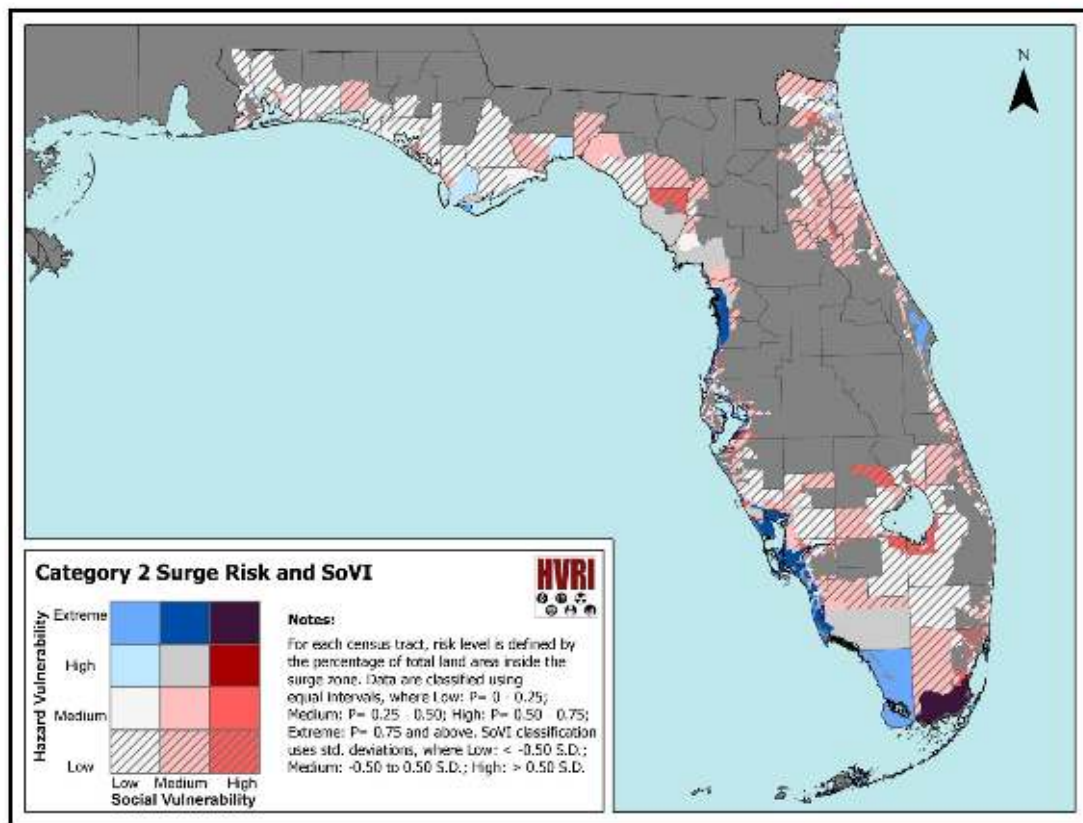 N
Category 2 Surge Risk and SoVI
HVRI
Hazard Vulnerability
Extreme
High
Medium
Low
Low Medium High
Social Vulnerability
Notes:
For each census tract, risk level is defined by
the percentage of total land area inside the
surge zone. Data are classified using
equal intervals, where Low: P= 0 - 0.25;
Medium: P= 0.25 - 0.50; High: P= 0.50 - 0.75;
Extreme: P= 0.75 and above. SoVI classification
uses std. deviations, where Low: < -0.50 S.D.;
Medium: -0.50 to 0.50 S.D.; High: > 0.50 S.D.